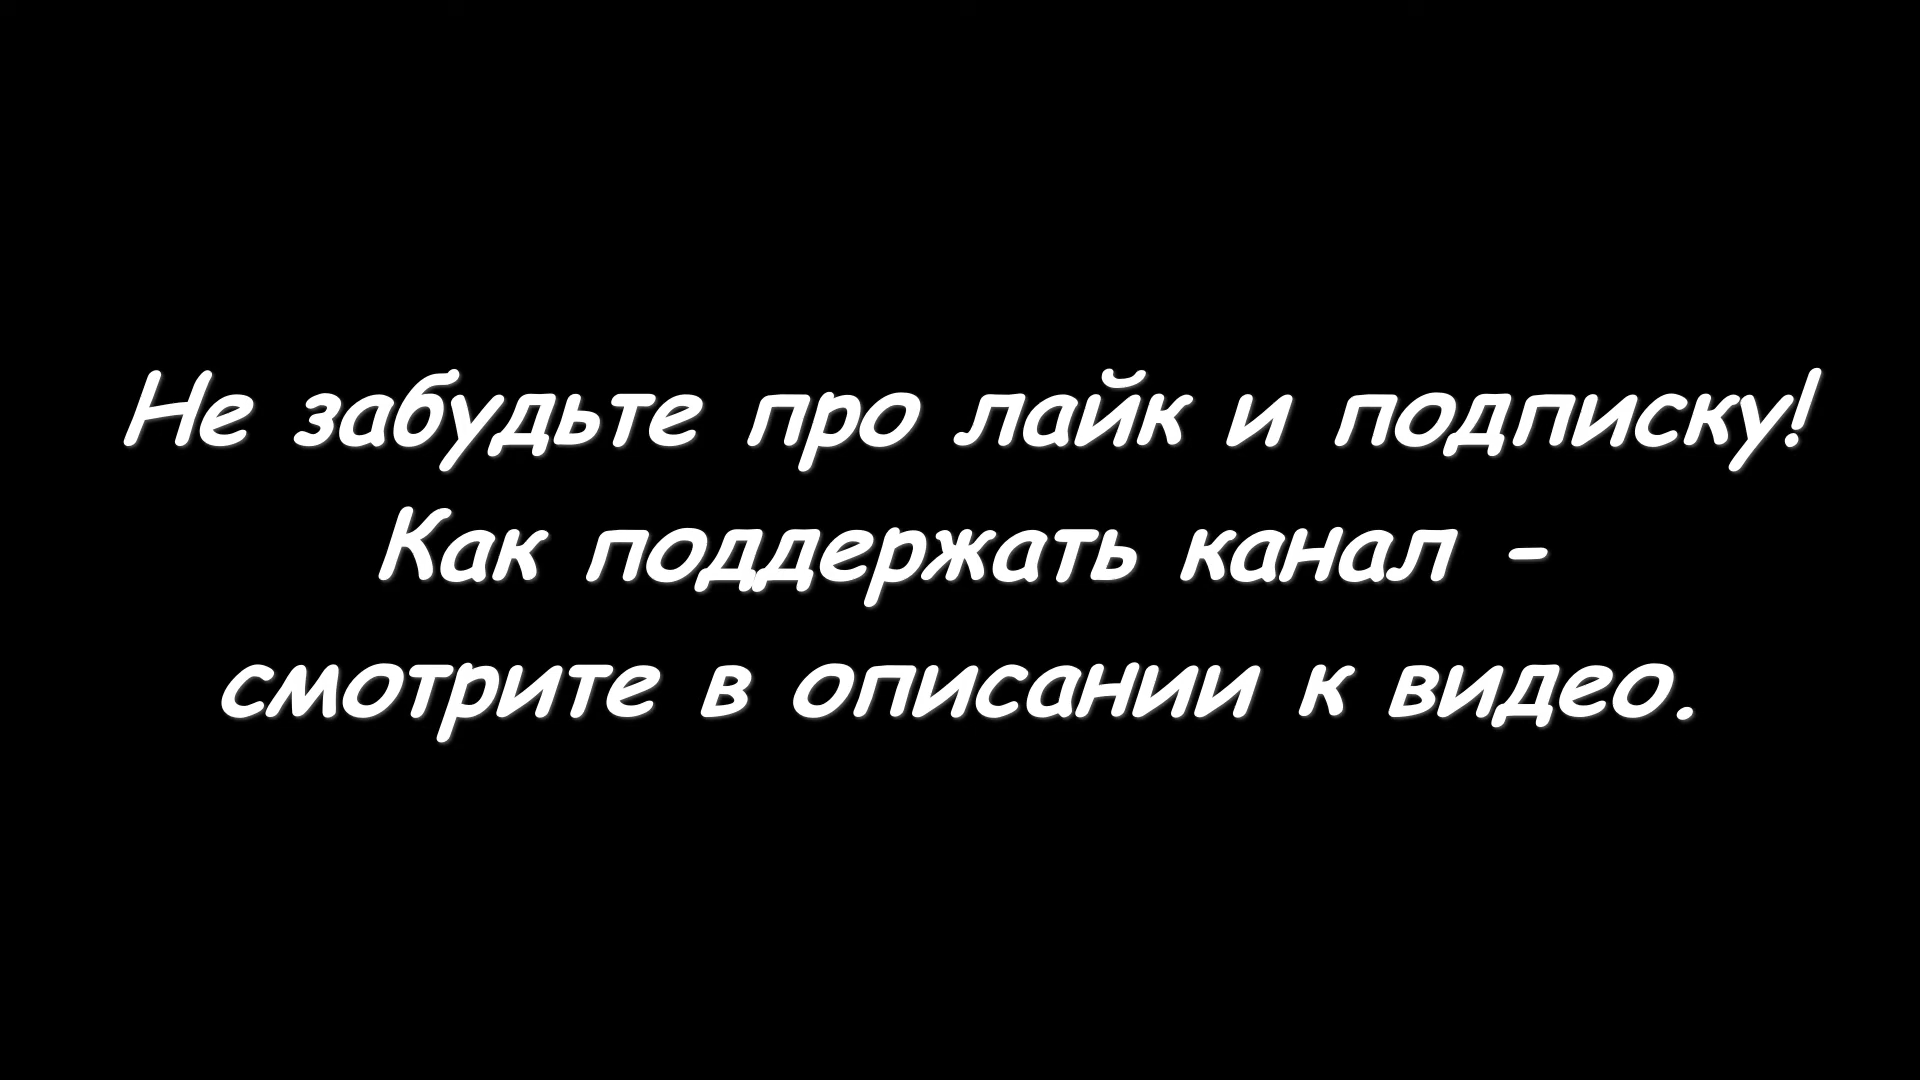 Не забудьте про лайк и подписку!
Как поддержать канал -
смотрите в описании к видео.